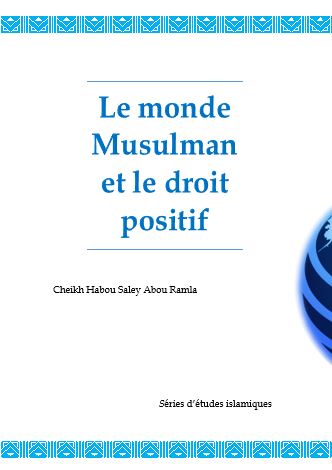 Le monde
Musulman
et le droit
positif
Cheikh Habou Saley Abou Ramla
Séries d'études islamiques